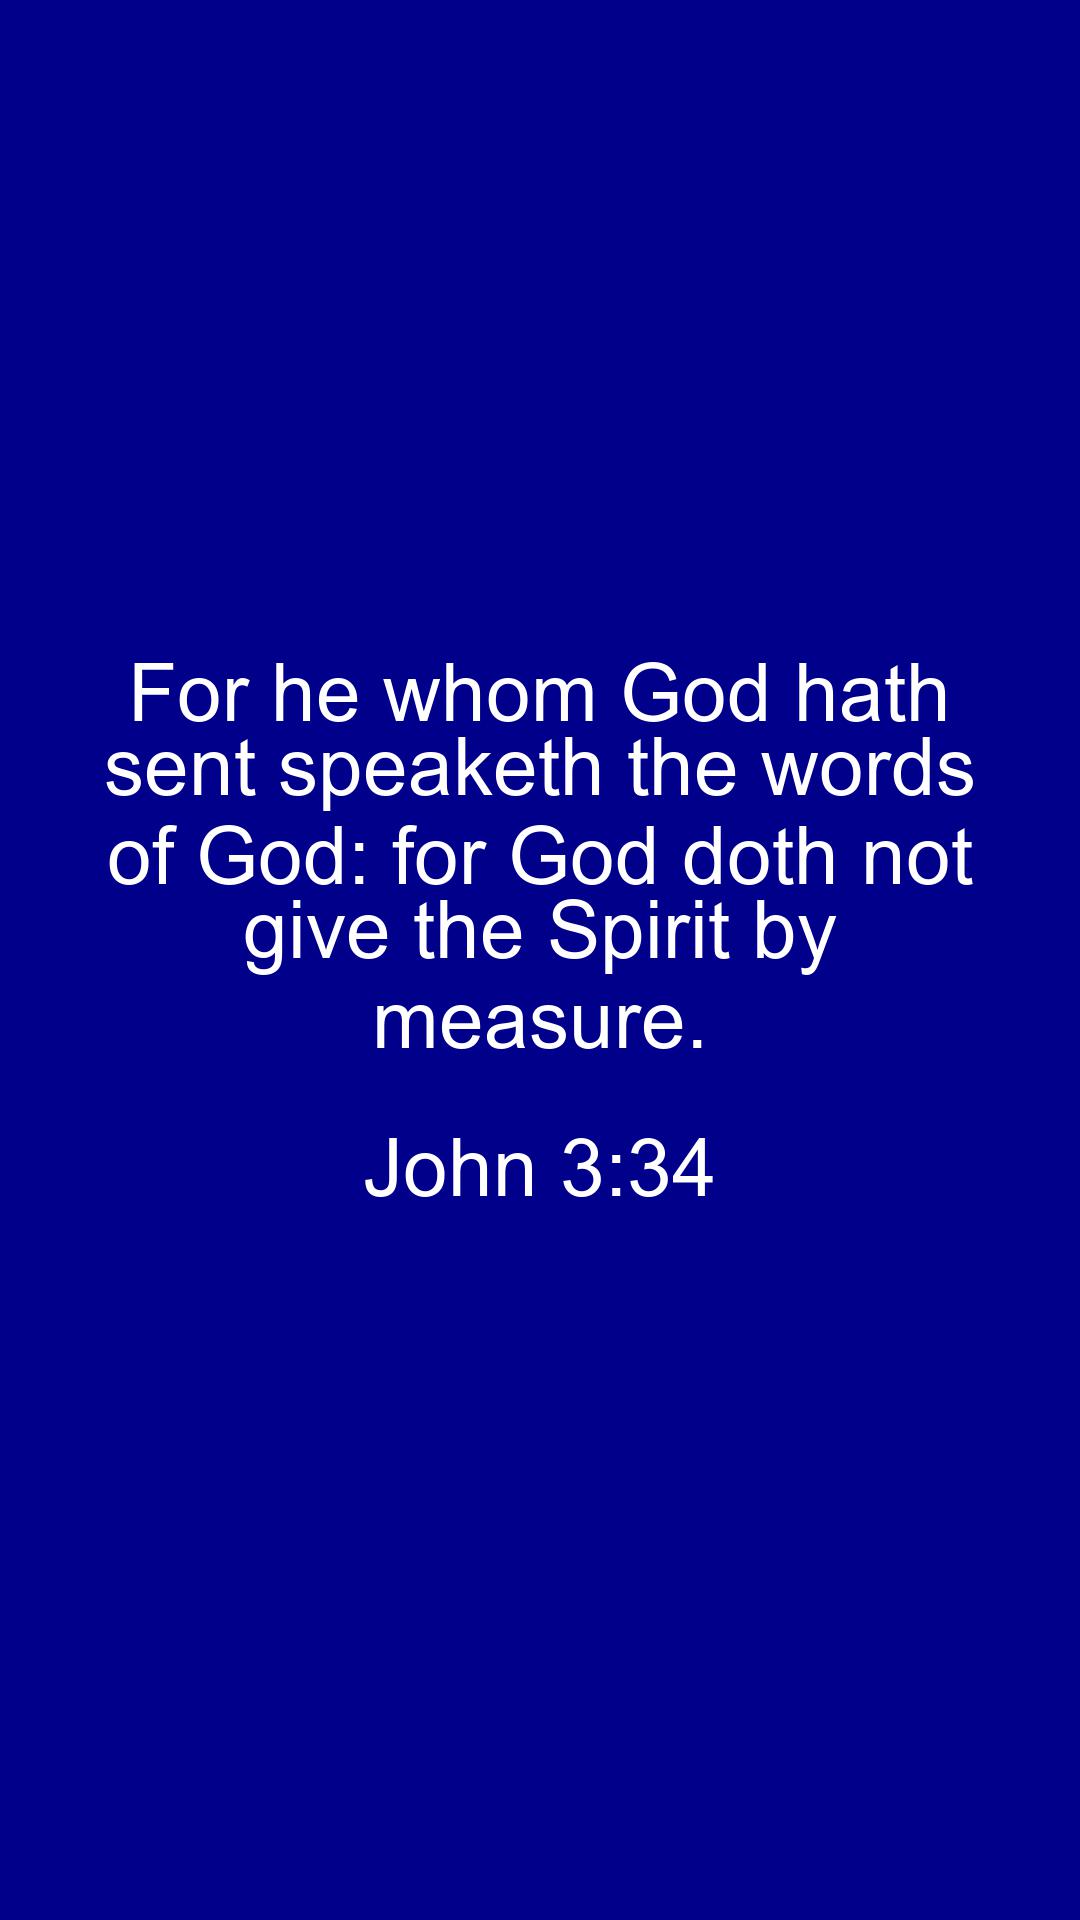 For he whom God hath
sent speaketh the words
of God: for God doth not
give the Spirit by
measure.
John 3:34